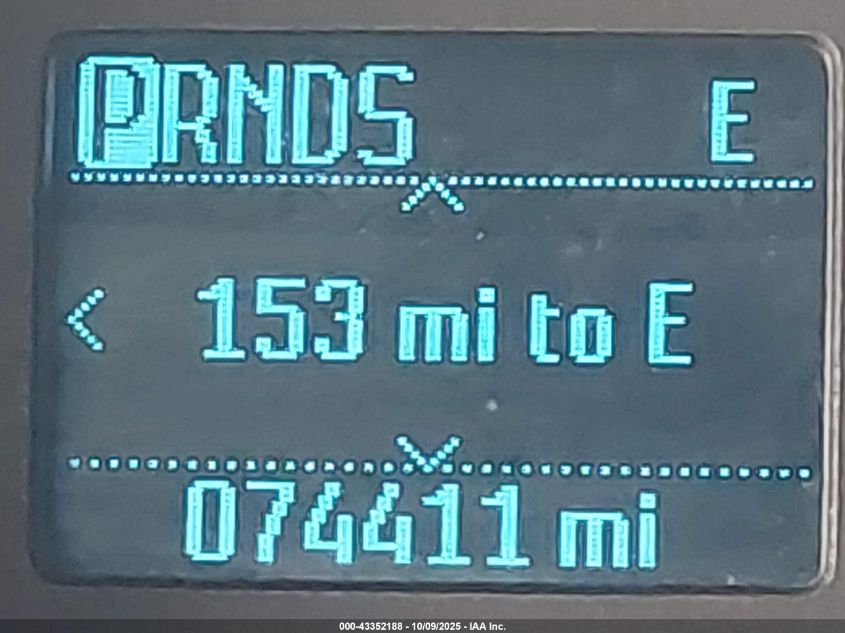 PRNDS E
153 mi to E
074411 mi
000-43352188 - 10/09/2025 - IAA Inc.